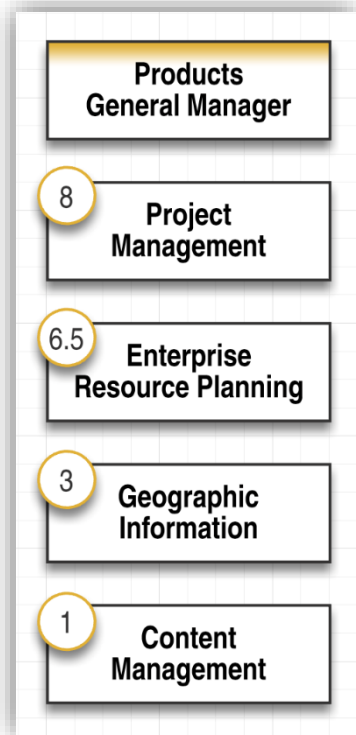 Products
General Manager
8
Project
Management
6.5
Enterprise
Resource Planning
3
Geographic
Information
1
Content
Management